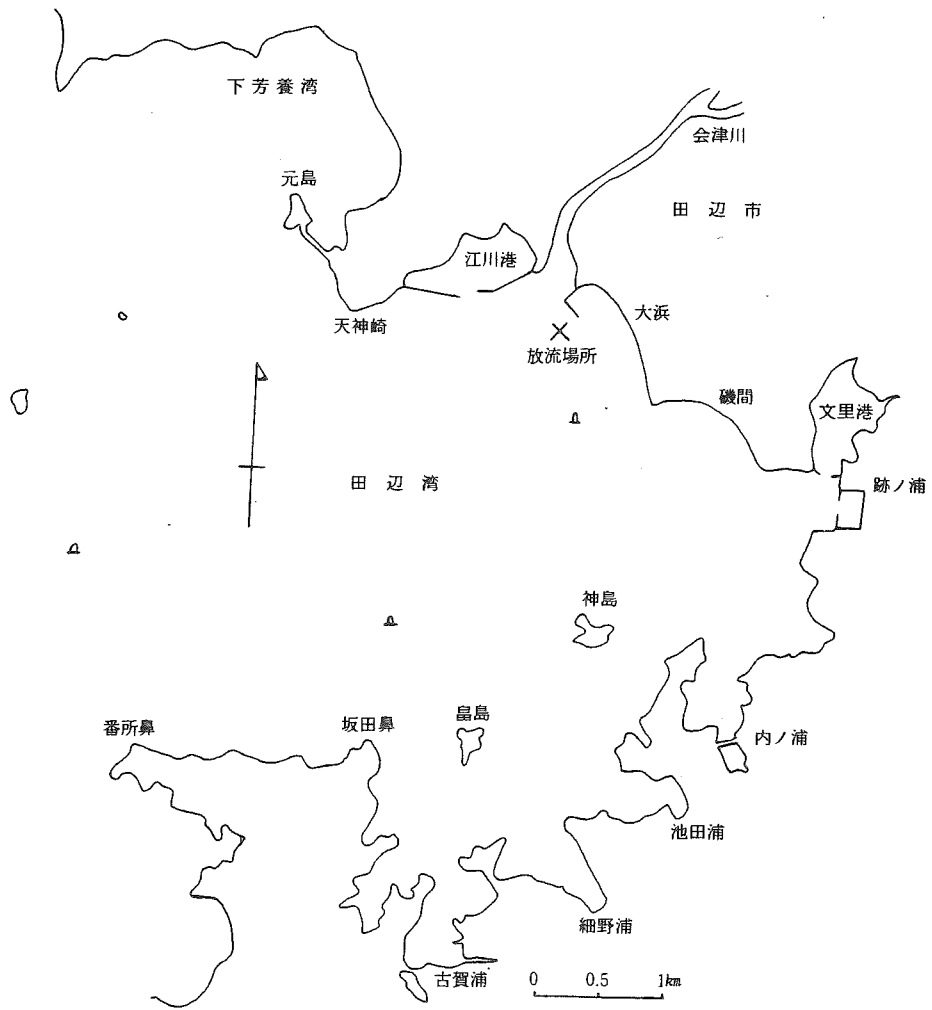 下芳養湾
会津川
元島
田辺市
江川港
天神崎
大浜
放流場所
磯間
文里港
田辺湾
跡ノ浦
神島
畠島
番所鼻
坂田鼻
内ノ浦
池田浦
細野浦
古賀浦
0 0.5 1km